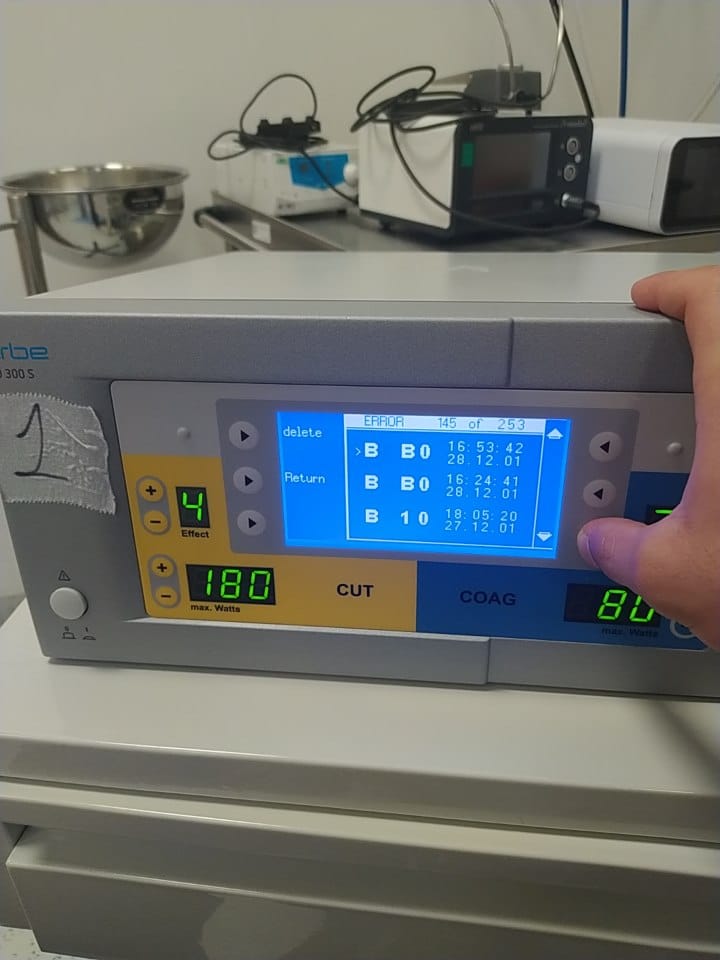 rbe
300 S
1
delete
Return
ERROR 145 of 253
>B B0 16:53:42
28.12.01
B B0 16:24:41
28.12.01
B 10 18:05:20
27.12.01
4
Effect
180
max. Watts
CUT
COAG
80
max. Watts